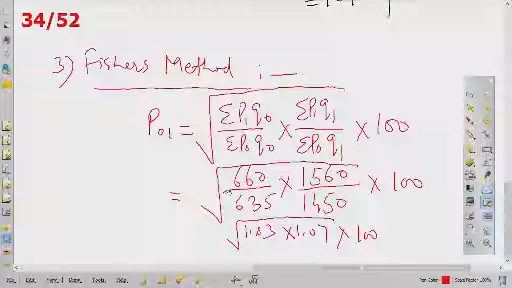 34/52
3) Fishers Method :—
P01 = √(ΣP1q0/ΣP0q0 × ΣP1q1/ΣP0q1) × 100
= √(660/635 × 1560/1450) × 100
√(1.03 × 1.07) × 100